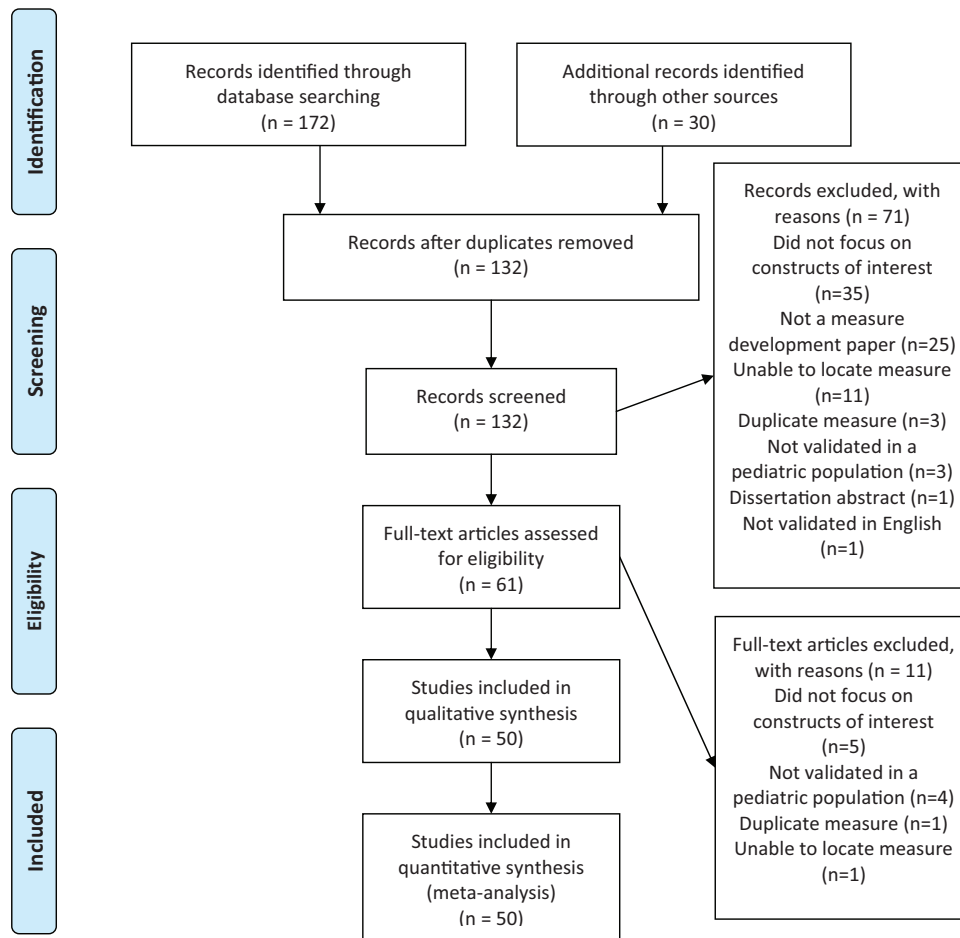 Identification
Records identified through
database searching
(n = 172)
Additional records identified
through other sources
(n = 30)
Records after duplicates removed
(n = 132)
Screening
Records screened
(n = 132)
Records excluded, with
reasons (n = 71)
Did not focus on
constructs of interest
(n=35)
Not a measure
development paper (n=25)
Unable to locate measure
(n=11)
Duplicate measure (n=3)
Not validated in a
pediatric population (n=3)
Dissertation abstract (n=1)
Not validated in English
(n=1)
Eligibility
Full-text articles assessed
for eligibility
(n = 61)
Full-text articles excluded,
with reasons (n = 11)
Did not focus on
constructs of interest
(n=5)
Not validated in a
pediatric population (n=4)
Duplicate measure (n=1)
Unable to locate measure
(n=1)
Studies included in
qualitative synthesis
(n = 50)
Included
Studies included in
quantitative synthesis
(meta-analysis)
(n = 50)